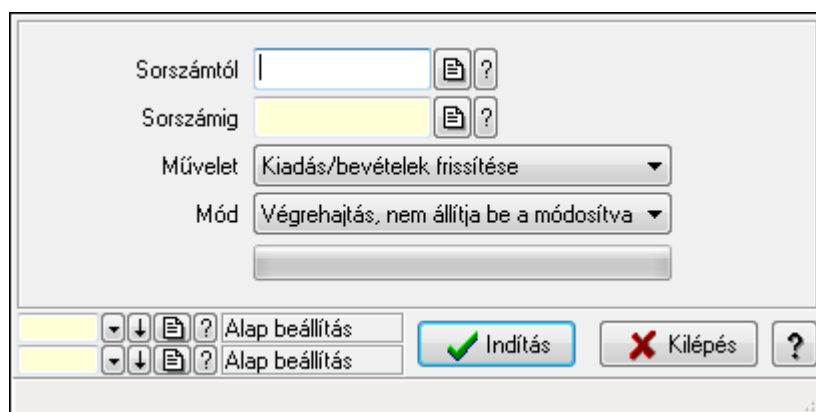 Sorszámtól ?
Sorszámig ?
Művelet Kiadás/bevételek frissítése
Mód Végrehajtás, nem állítja be a módosítva
? Alap beállítás
? Alap beállítás
Indítás Kilépés ?